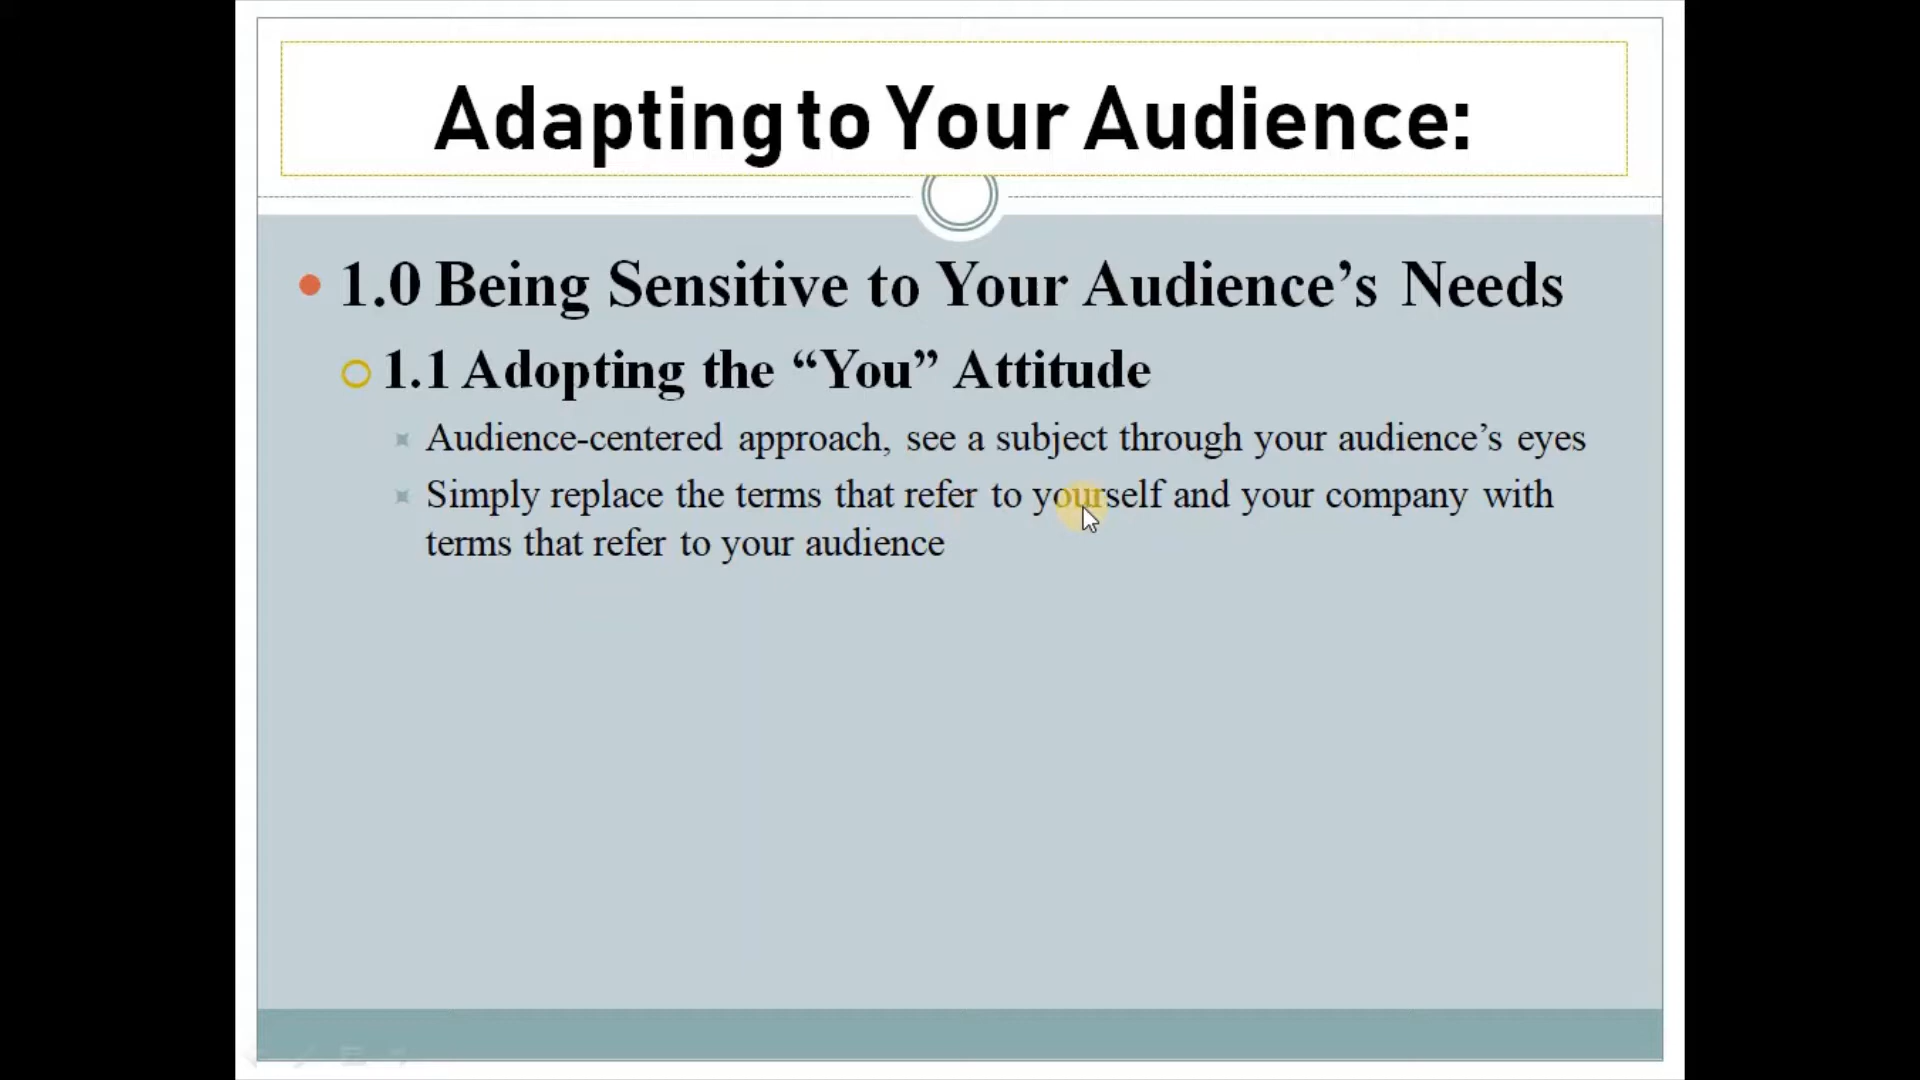 Adapting to Your Audience:
1.0 Being Sensitive to Your Audience’s Needs
1.1 Adopting the “You” Attitude
Audience-centered approach, see a subject through your audience’s eyes
Simply replace the terms that refer to yourself and your company with
terms that refer to your audience